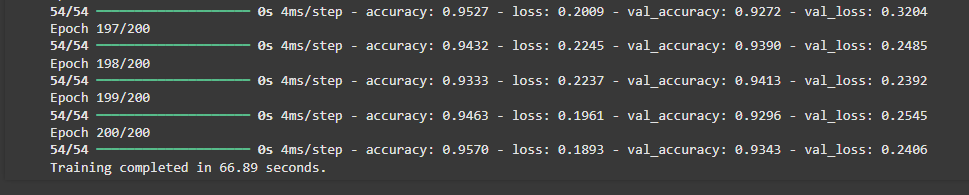 54/54 ━━━━━━━━━━━━━━━━━━━━ 0s 4ms/step - accuracy: 0.9527 - loss: 0.2009 - val_accuracy: 0.9272 - val_loss: 0.3204
Epoch 197/200
54/54 ━━━━━━━━━━━━━━━━━━━━ 0s 4ms/step - accuracy: 0.9432 - loss: 0.2245 - val_accuracy: 0.9390 - val_loss: 0.2485
Epoch 198/200
54/54 ━━━━━━━━━━━━━━━━━━━━ 0s 4ms/step - accuracy: 0.9333 - loss: 0.2237 - val_accuracy: 0.9413 - val_loss: 0.2392
Epoch 199/200
54/54 ━━━━━━━━━━━━━━━━━━━━ 0s 4ms/step - accuracy: 0.9463 - loss: 0.1961 - val_accuracy: 0.9296 - val_loss: 0.2545
Epoch 200/200
54/54 ━━━━━━━━━━━━━━━━━━━━ 0s 4ms/step - accuracy: 0.9570 - loss: 0.1893 - val_accuracy: 0.9343 - val_loss: 0.2406
Training completed in 66.89 seconds.